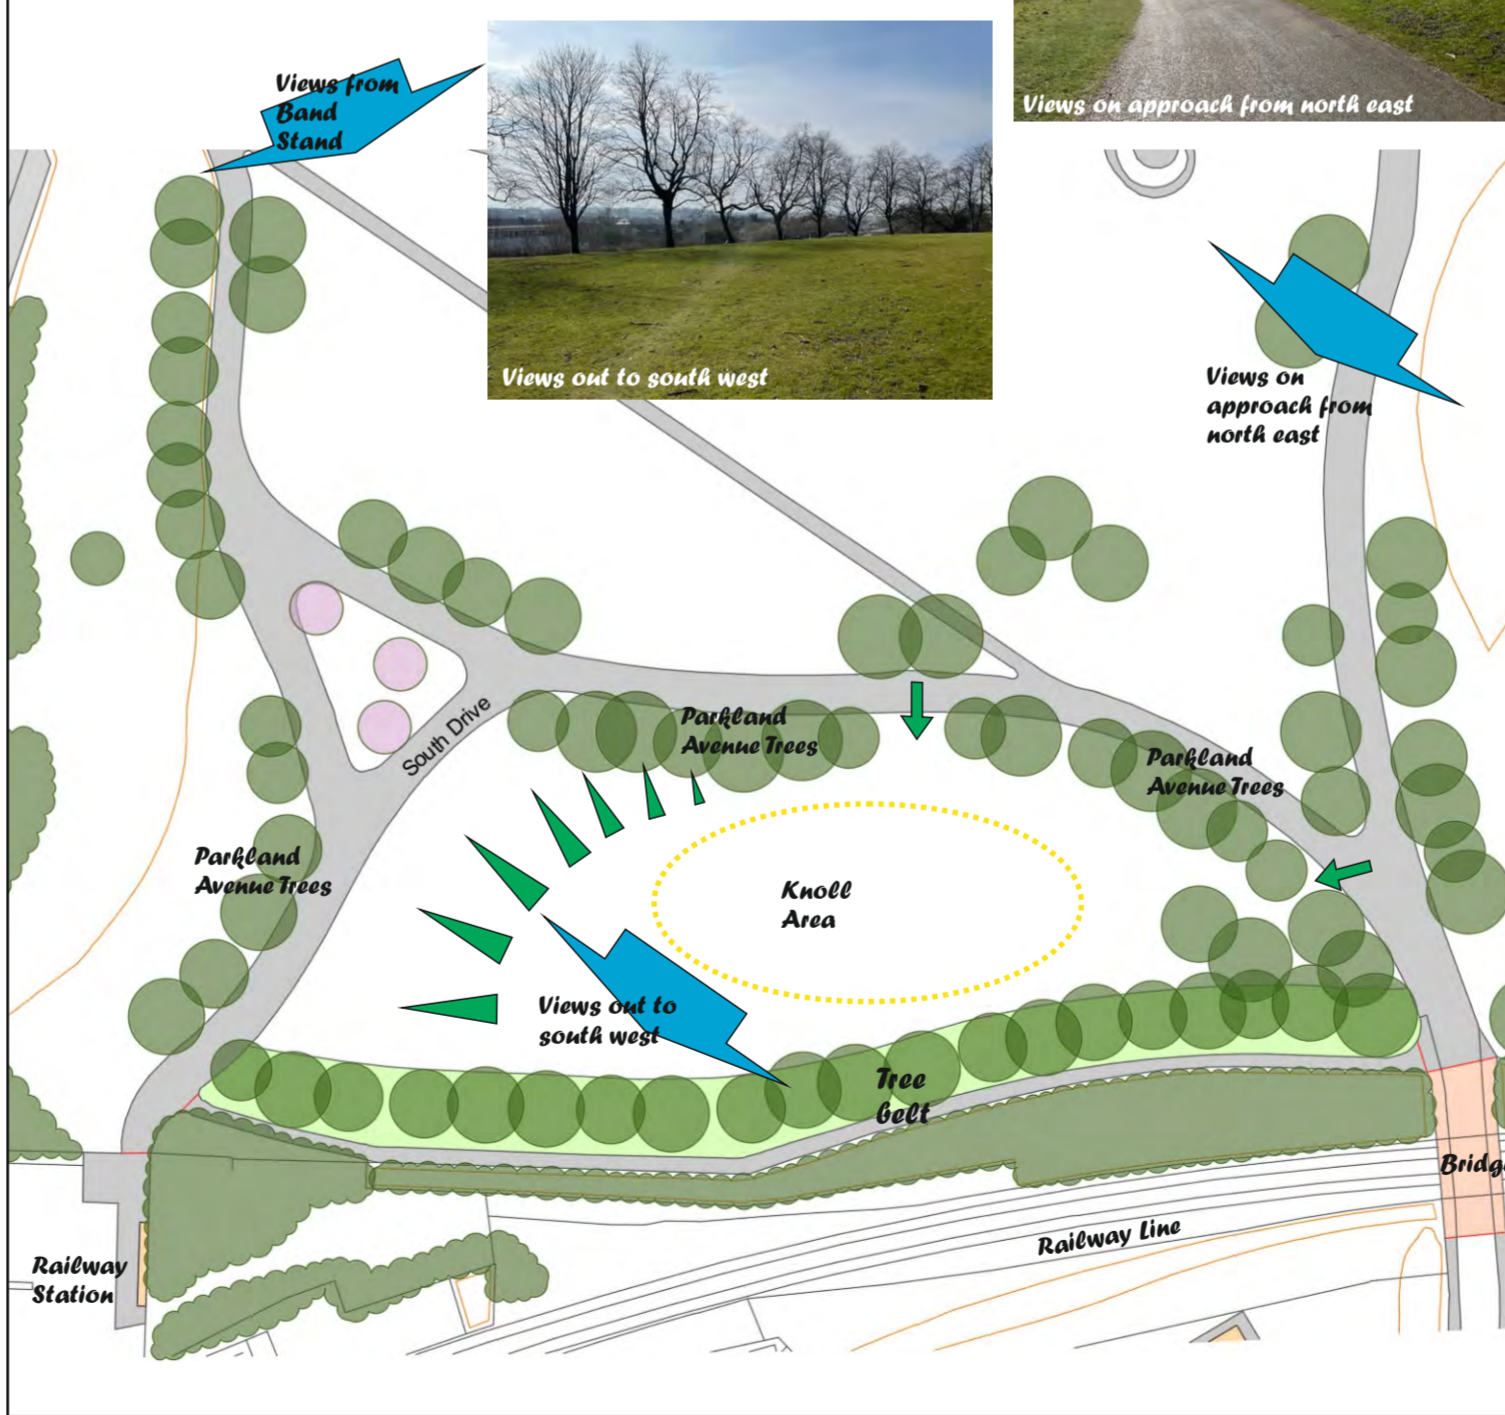 Views on approach from north east
Views from
Band
Stand
Views out to south west
Views on
approach from
north east
South Drive
Parkland
Avenue Trees
Parkland
Avenue Trees
Parkland
Avenue Trees
Knoll
Area
Views out to
south west
Tree
belt
Railway Line
Railway
Station